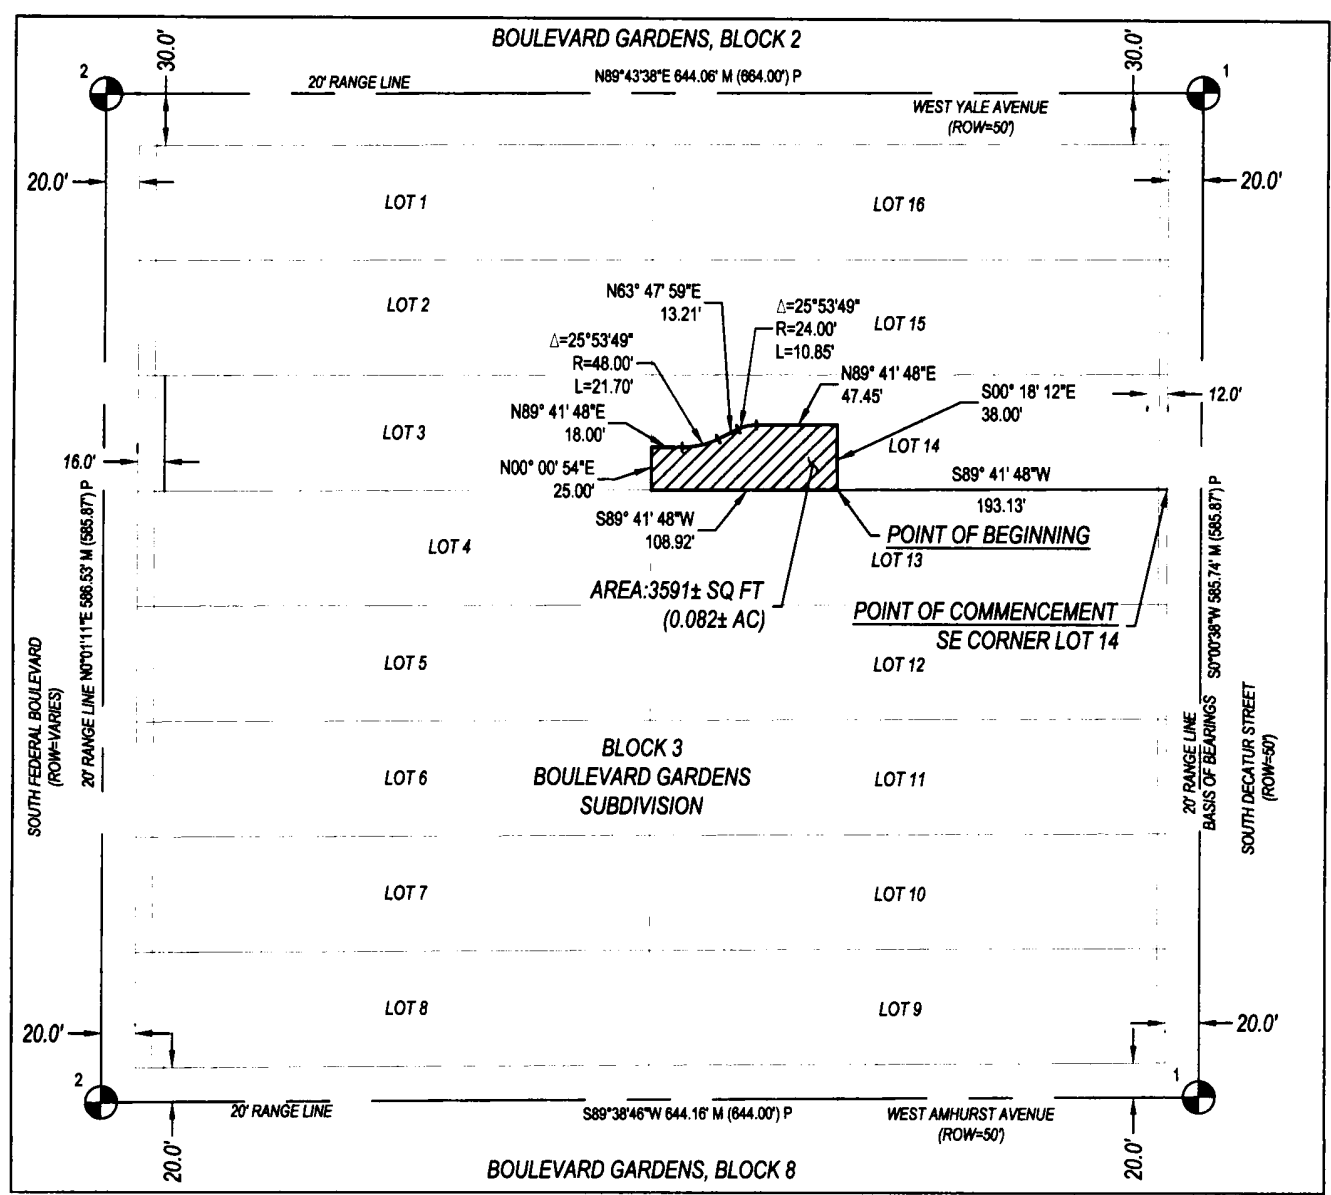 BOULEVARD GARDENS, BLOCK 2
30.0'
30.0'
2
20' RANGE LINE
N89°43'38"E 644.06' M (664.00') P
1
WEST YALE AVENUE
(ROW=50')
20.0'
20.0'
LOT 1
LOT 16
LOT 2
LOT 15
N63° 47' 59"E
13.21'
Δ=25°53'49"
R=24.00'
L=10.85'
Δ=25°53'49"
R=48.00'
L=21.70'
N89° 41' 48"E
47.45'
S00° 18' 12"E
38.00'
12.0'
N89° 41' 48"E
18.00'
LOT 3
LOT 14
16.0'
N00° 00' 54"E
25.00'
S89° 41' 48"W
193.13'
S89° 41' 48"W
108.92'
POINT OF BEGINNING
LOT 4
LOT 13
AREA:3591± SQ FT
(0.082± AC)
POINT OF COMMENCEMENT
SE CORNER LOT 14
LOT 5
LOT 12
SOUTH FEDERAL BOULEVARD
(ROW=VARIES)
20' RANGE LINE N0°01'11"E 586.53' M (585.87') P
20' RANGE LINE
BASIS OF BEARINGS S0°00'38"W 585.74' M (585.87') P
SOUTH DECATUR STREET
(ROW=50')
BLOCK 3
BOULEVARD GARDENS
SUBDIVISION
LOT 6
LOT 11
LOT 7
LOT 10
LOT 8
LOT 9
20.0'
20.0'
2
1
20' RANGE LINE
S89°38'46"W 644.16' M (644.00') P
WEST AMHURST AVENUE
(ROW=50')
20.0'
20.0'
BOULEVARD GARDENS, BLOCK 8